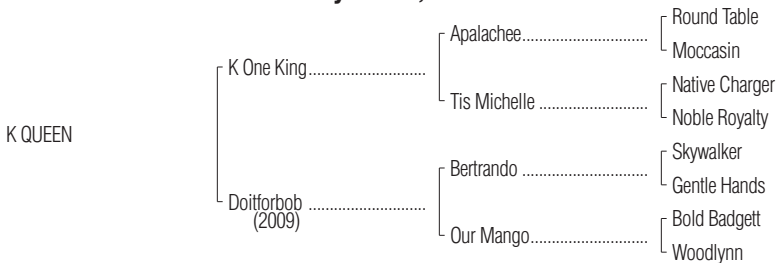 K QUEEN
K One King
Doitforbob
(2009)
Apalachee
Tis Michelle
Bertrando
Our Mango
Round Table
Moccasin
Native Charger
Noble Royalty
Skywalker
Gentle Hands
Bold Badgett
Woodlynn